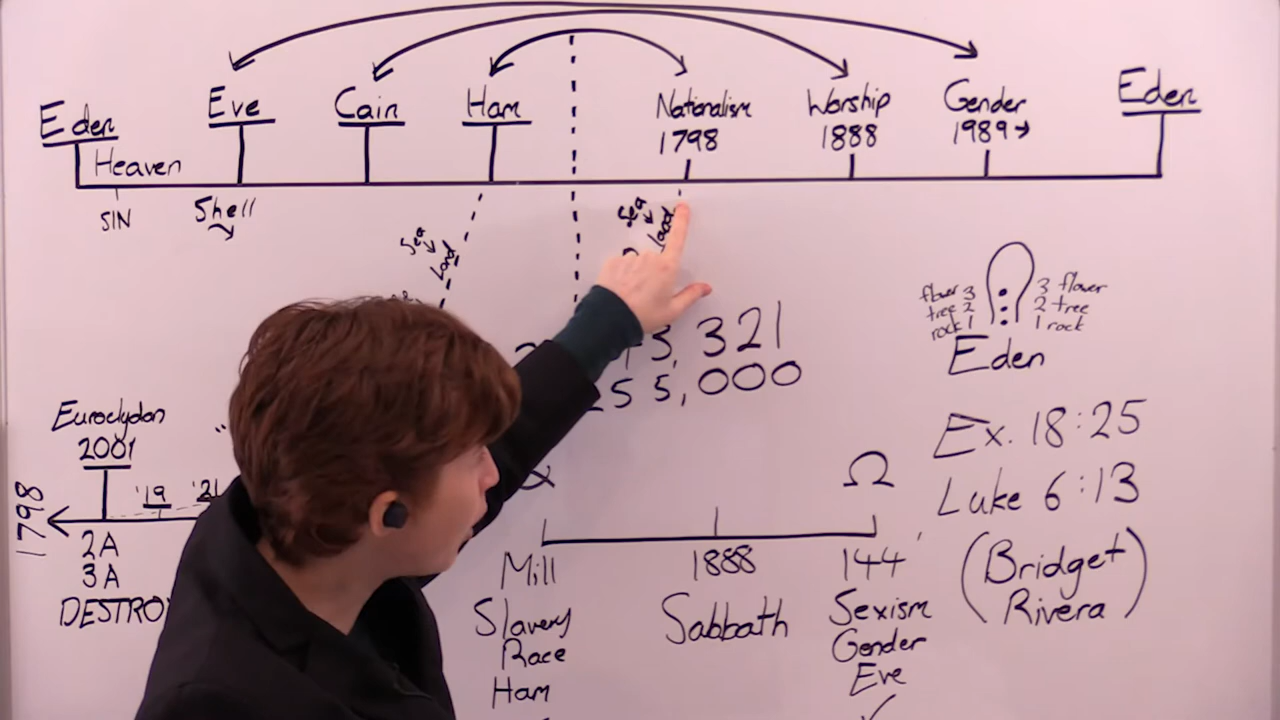 Eden
Heaven
SIN
Eve
Shell
Cain
Ham
Nationalism
1798
Worship
1888
Gender
1989→
Eden
Sea
Land
Sea
Land
321
55,000
flower 3
tree 2
rock 1
3 flower
2 tree
1 rock
Eden
Ex. 18:25
Luke 6:13
(Bridget
Rivera)
Euroclydon
2001
'19
'21
1798
2A
3A
DESTRO
α
Ω
Mill
Slavery
Race
Ham
1888
Sabbath
144'
Sexism
Gender
Eve